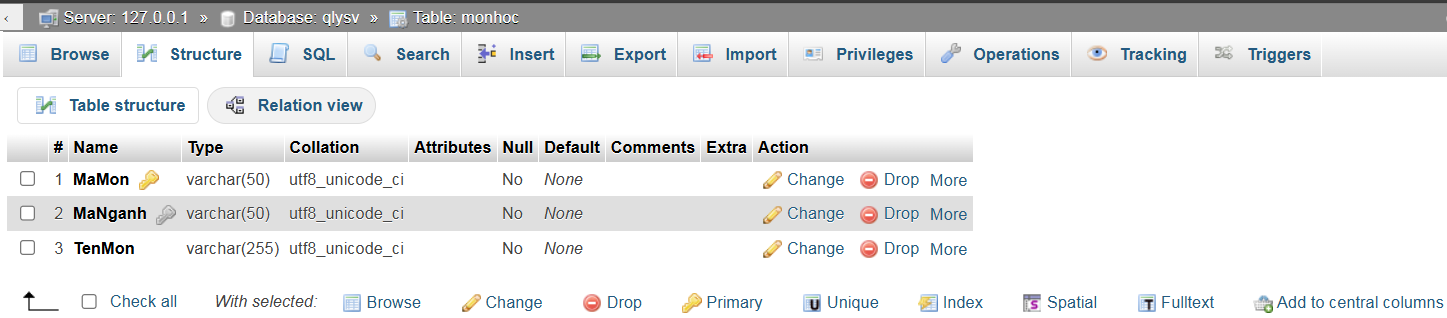 Server: 127.0.0.1 » Database: qlysv » Table: monhoc
Browse Structure SQL Search Insert Export Import Privileges Operations Tracking Triggers
Table structure Relation view
# Name Type Collation Attributes Null Default Comments Extra Action
1 MaMon varchar(50) utf8_unicode_ci No None Change Drop More
2 MaNganh varchar(50) utf8_unicode_ci No None Change Drop More
3 TenMon varchar(255) utf8_unicode_ci No None Change Drop More
Check all With selected: Browse Change Drop Primary Unique Index Spatial Fulltext Add to central columns